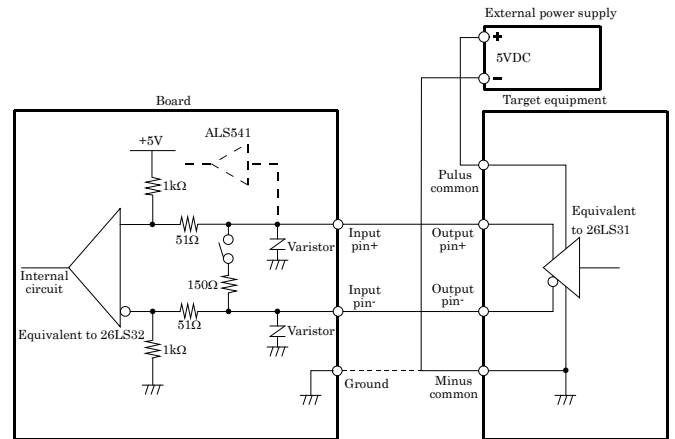 External power supply
+
5VDC
−
Board
Target equipment
ALS541
+5V
1kΩ
Pulus
common
Equivalent
to 26LS31
51Ω
Varistor
Input
pin+
Output
pin+
Internal
circuit
150Ω
Input
pin-
Output
pin-
Equivalent to 26LS32
51Ω
Varistor
1kΩ
Ground
Minus
common